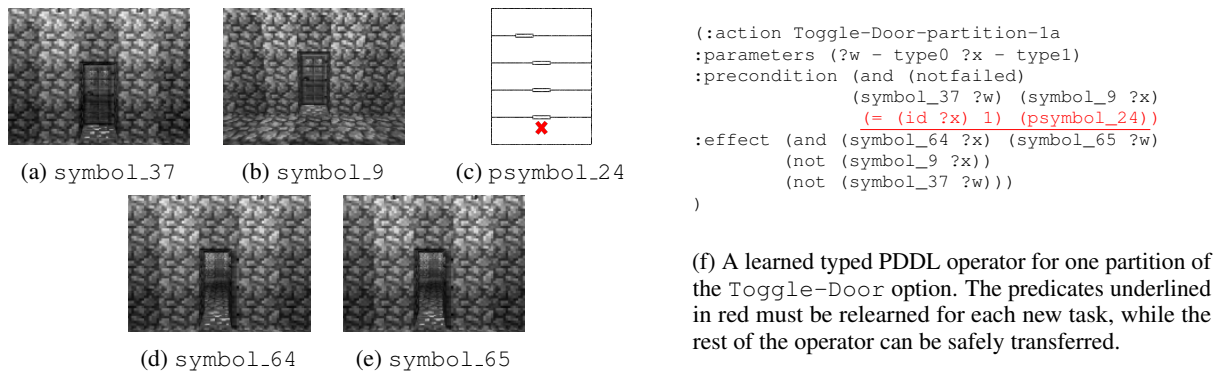 (a) symbol_37
(b) symbol_9
(c) psymbol_24
(d) symbol_64
(e) symbol_65
(:action Toggle-Door-partition-1a
:parameters (?w - type0 ?x - type1)
:precondition (and (notfailed)
(symbol_37 ?w) (symbol_9 ?x)
(= (id ?x) 1) (psymbol_24))
:effect (and (symbol_64 ?x) (symbol_65 ?w)
(not (symbol_9 ?x))
(not (symbol_37 ?w)))
)
(f) A learned typed PDDL operator for one partition of
the Toggle-Door option. The predicates underlined
in red must be relearned for each new task, while the
rest of the operator can be safely transferred.